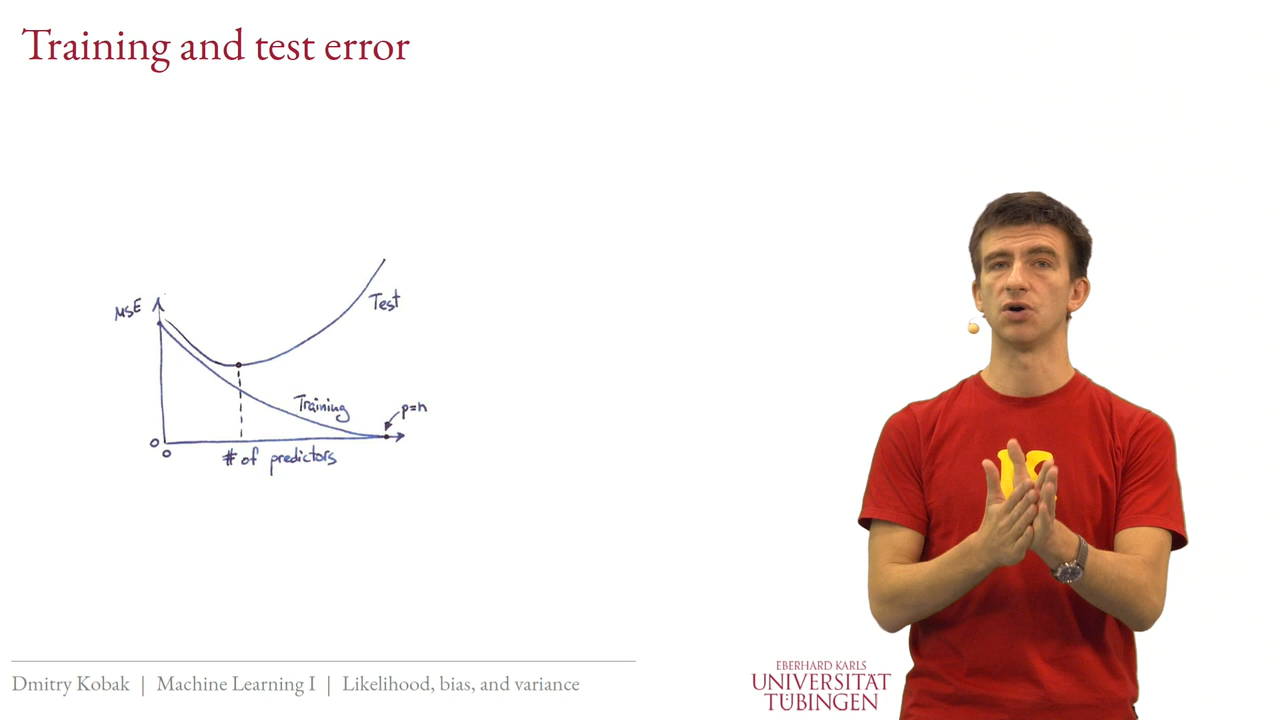 Training and test error
MSE
Test
Training
p=n
0
0
# of predictors
Dmitry Kobak | Machine Learning I | Likelihood, bias, and variance
EBERHARD KARLS
UNIVERSITÄT
TÜBINGEN